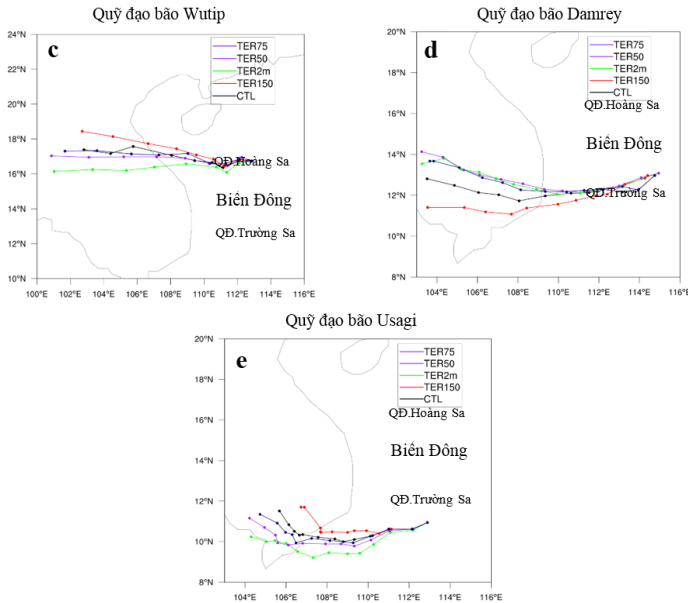 Quỹ đạo bão Wutip
Quỹ đạo bão Damrey
24°N
22°N
20°N
18°N
16°N
14°N
12°N
10°N
c
TER75
TER50
TER2m
TER150
CTL
QĐ.Hoàng Sa
Biển Đông
QĐ.Trường Sa
100°E 102°E 104°E 106°E 108°E 110°E 112°E 114°E 116°E
20°N
18°N
16°N
14°N
12°N
10°N
8°N
d
TER75
TER50
TER2m
TER150
CTL
QĐ.Hoàng Sa
Biển Đông
QĐ.Trường Sa
104°E 106°E 108°E 110°E 112°E 114°E 116°E
Quỹ đạo bão Usagi
20°N
18°N
16°N
14°N
12°N
10°N
8°N
e
TER75
TER50
TER2m
TER150
CTL
QĐ.Hoàng Sa
Biển Đông
QĐ.Trường Sa
104°E 106°E 108°E 110°E 112°E 114°E 116°E